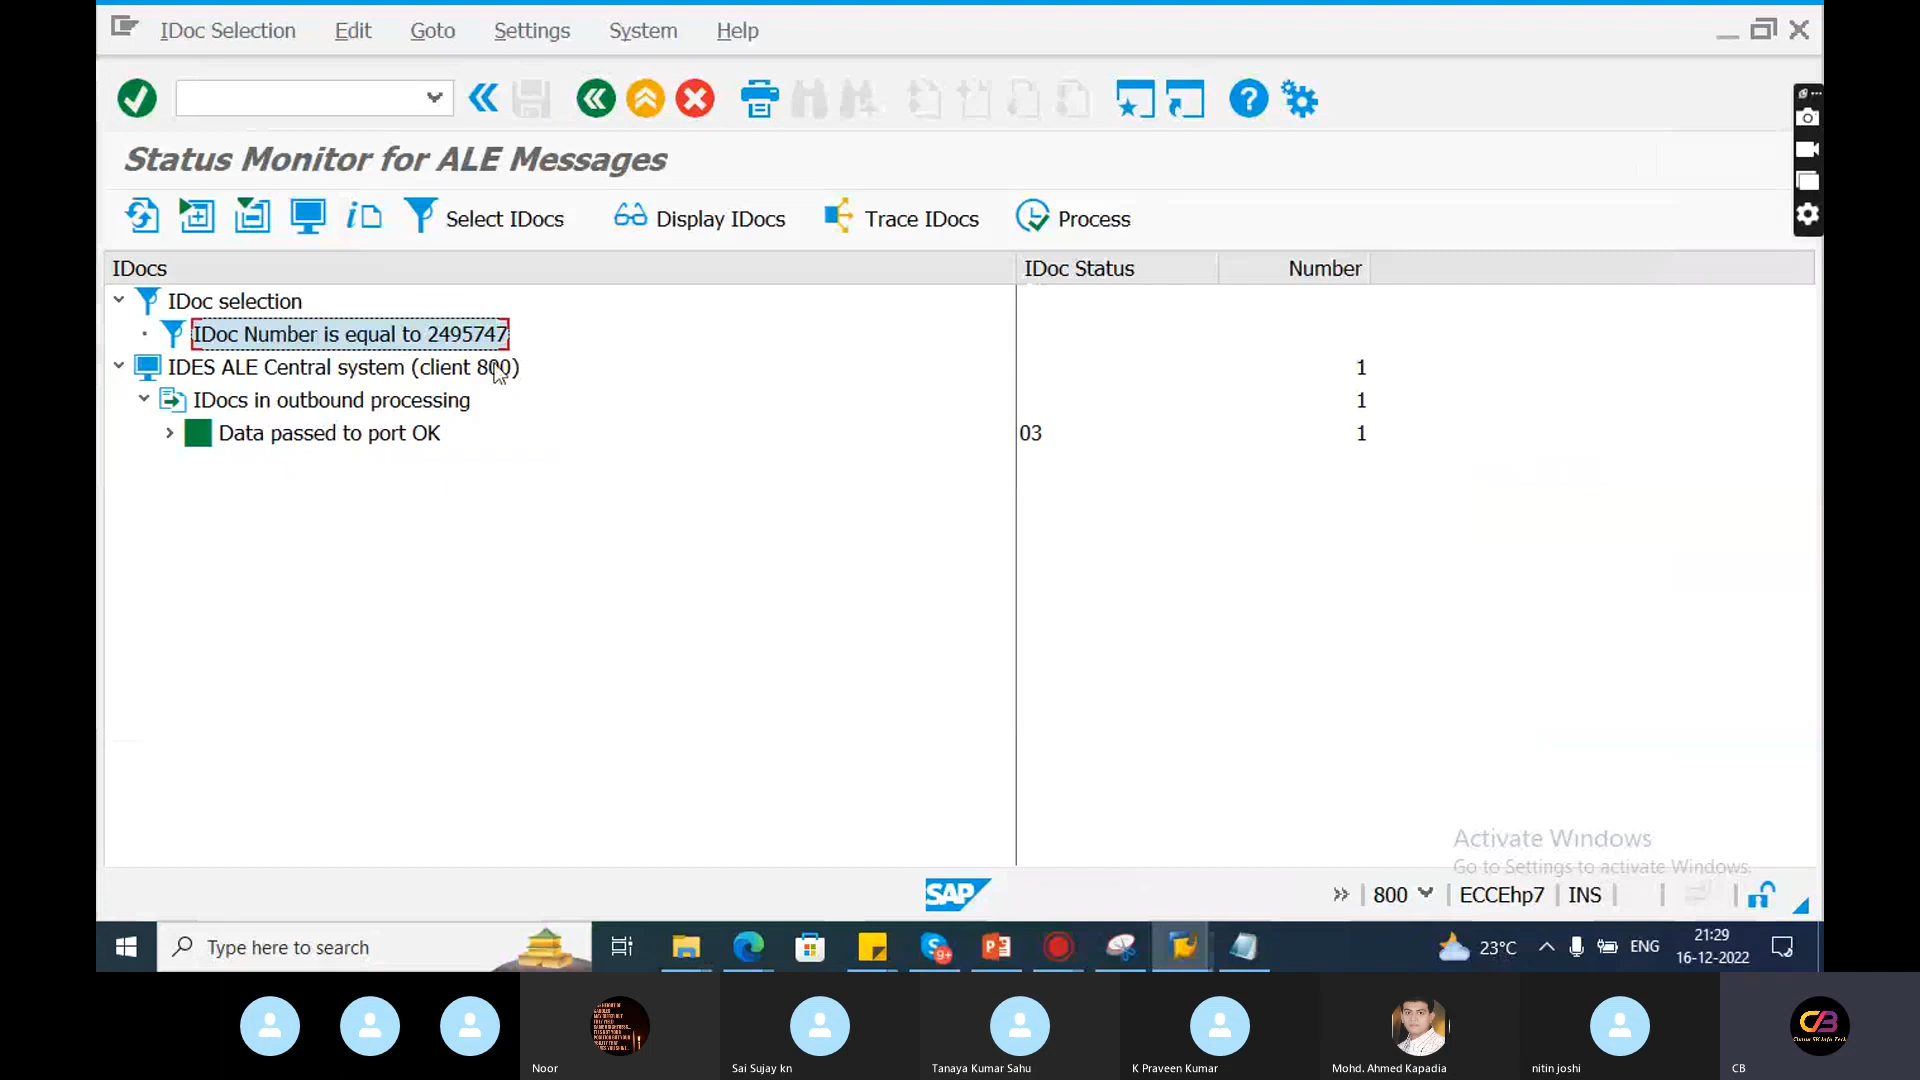 IDoc Selection Edit Goto Settings System Help
Status Monitor for ALE Messages
Select IDocs Display IDocs Trace IDocs Process
IDocs IDoc Status Number
IDoc selection
IDoc Number is equal to 2495747
IDES ALE Central system (client 800) 1
IDocs in outbound processing 1
Data passed to port OK 03 1
Activate Windows
Go to Settings to activate Windows.
SAP 800 ECCEhp7 INS
Type here to search 23°C ENG 21:29
16-12-2022
Noor Sai Sujay kn Tanaya Kumar Sahu K Praveen Kumar Mohd. Ahmed Kapadia nitin joshi CB